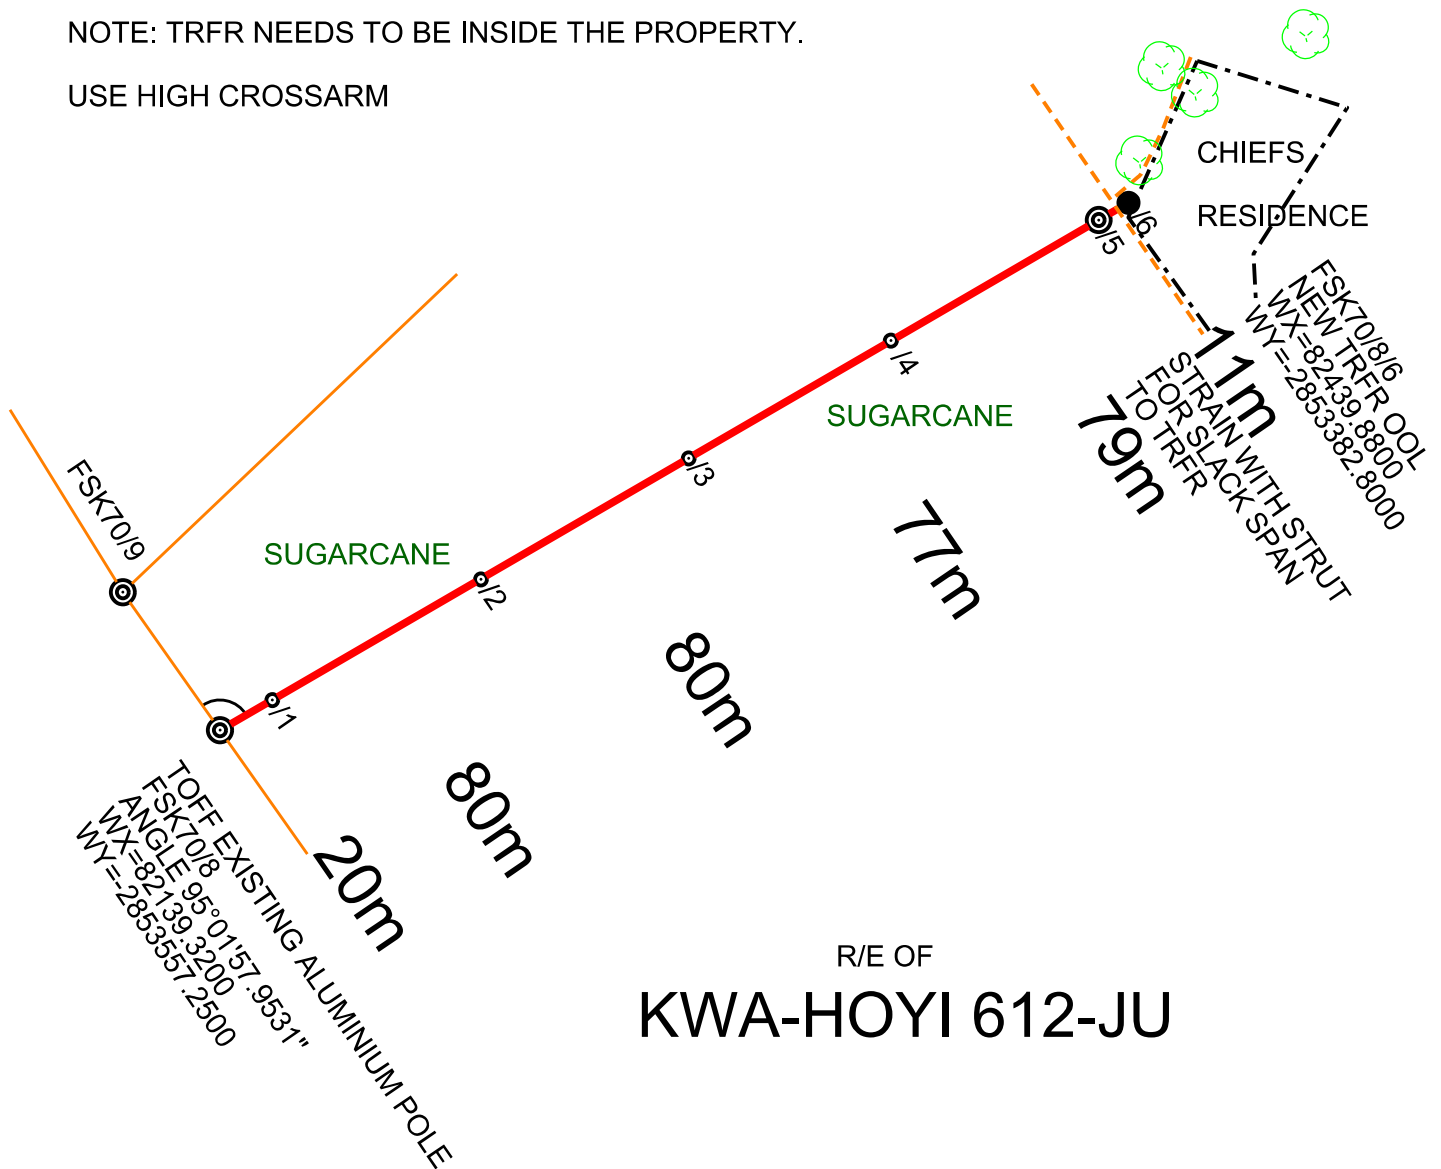 NOTE: TRFR NEEDS TO BE INSIDE THE PROPERTY.
USE HIGH CROSSARM
CHIEFS
RESIDENCE
/6
/5
FSK70/8/6
NEW TRFR OOL
WX=82439.8800
WY=-2853382.8000
11m
STRAIN WITH STRUT
FOR SLACK SPAN
TO TRFR
/4
SUGARCANE
79m
/3
77m
FSK70/9
SUGARCANE
/2
80m
/1
80m
TOFF EXISTING ALUMINIUM POLE
FSK70/8
ANGLE 95°01'57.9531"
WX=82139.3200
WY=-2853557.2500
20m
R/E OF
KWA-HOYI 612-JU